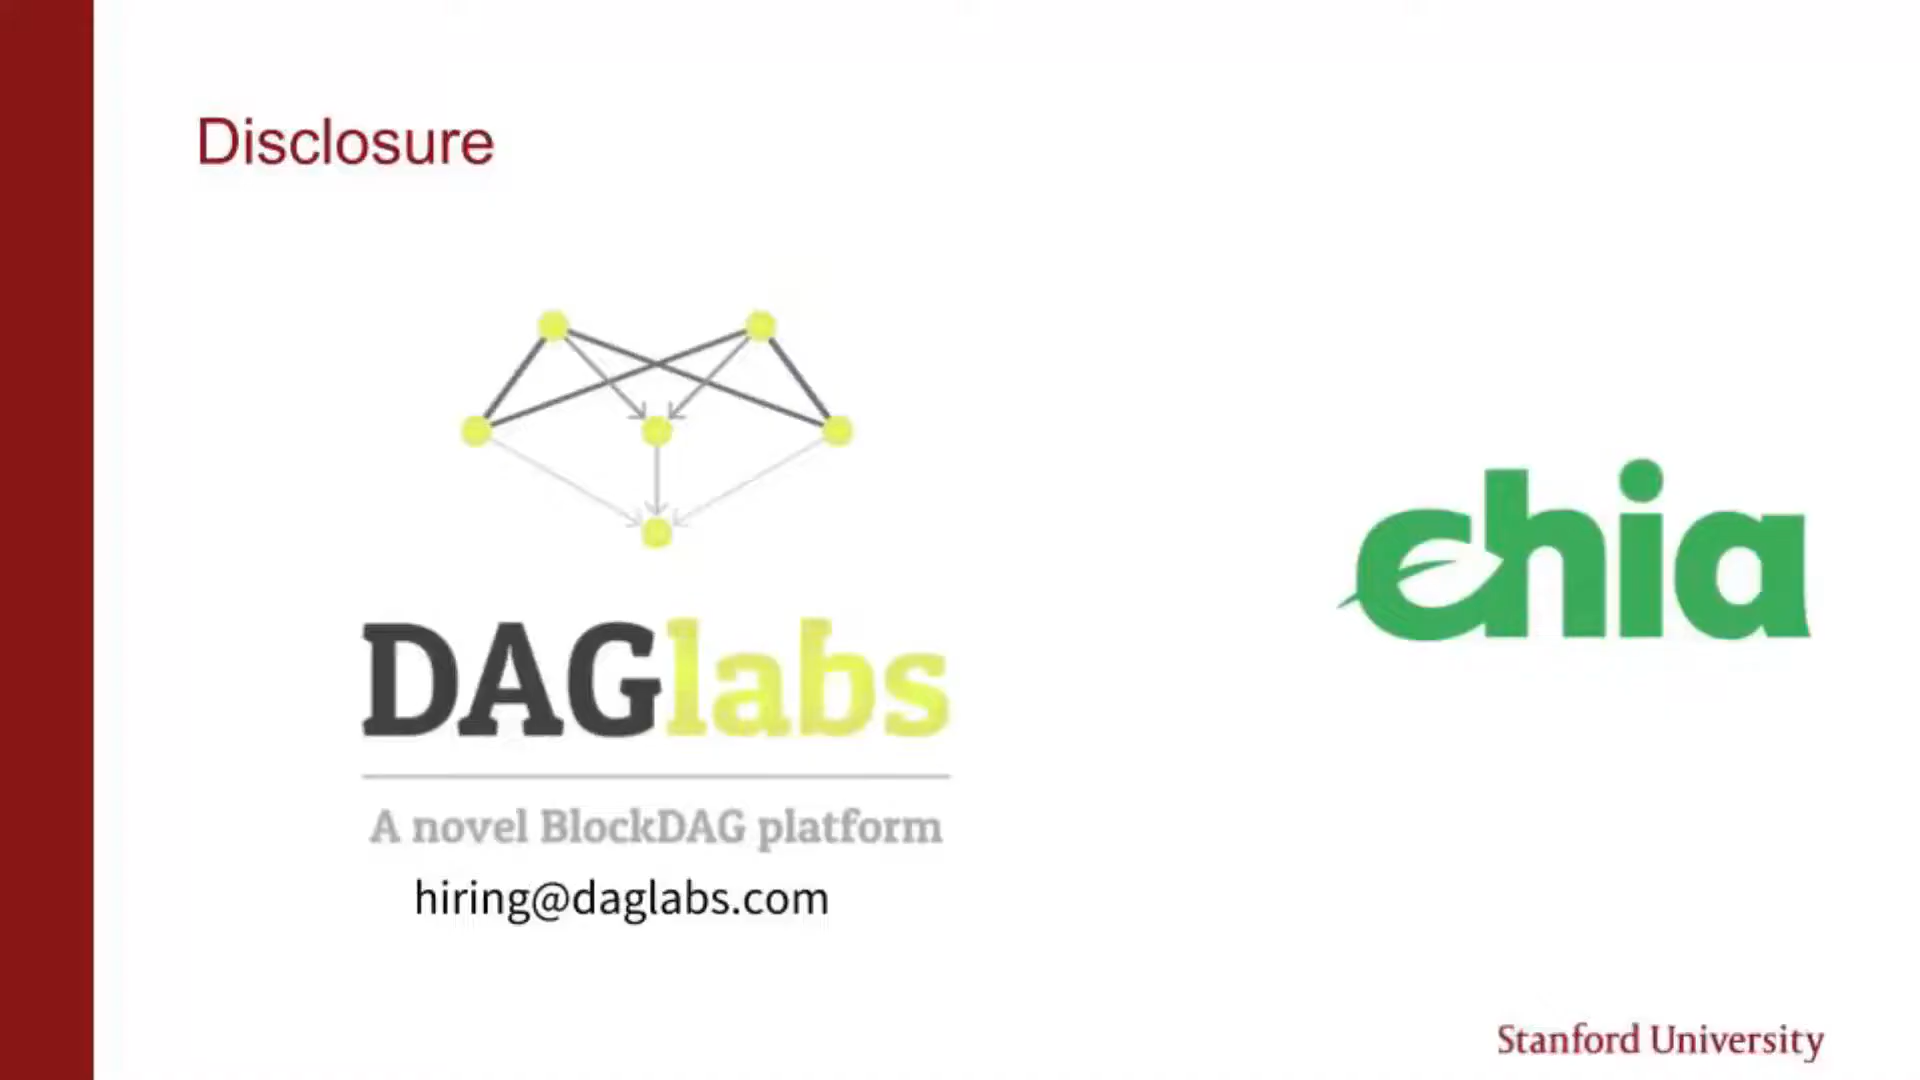 Disclosure
DAGlabs
A novel BlockDAG platform
hiring@daglabs.com
chia
Stanford University